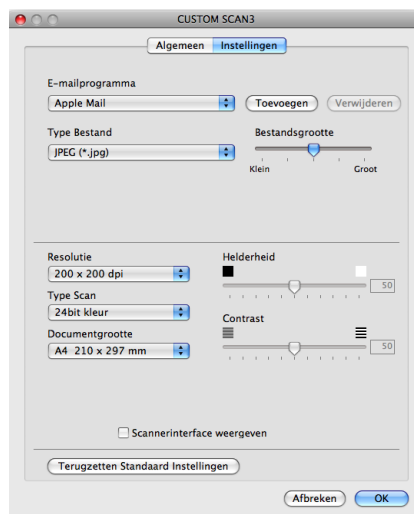 CUSTOM SCAN3
Algemeen Instellingen
E-mailprogramma
Apple Mail Toevoegen Verwijderen
Type Bestand Bestandsgrootte
JPEG (*.jpg)
Klein Groot
Resolutie Helderheid
200 x 200 dpi
50
Type Scan
24bit kleur
Contrast
Documentgrootte
A4 210 x 297 mm 50
Scannerinterface weergeven
Terugzetten Standaard Instellingen
Afbreken OK